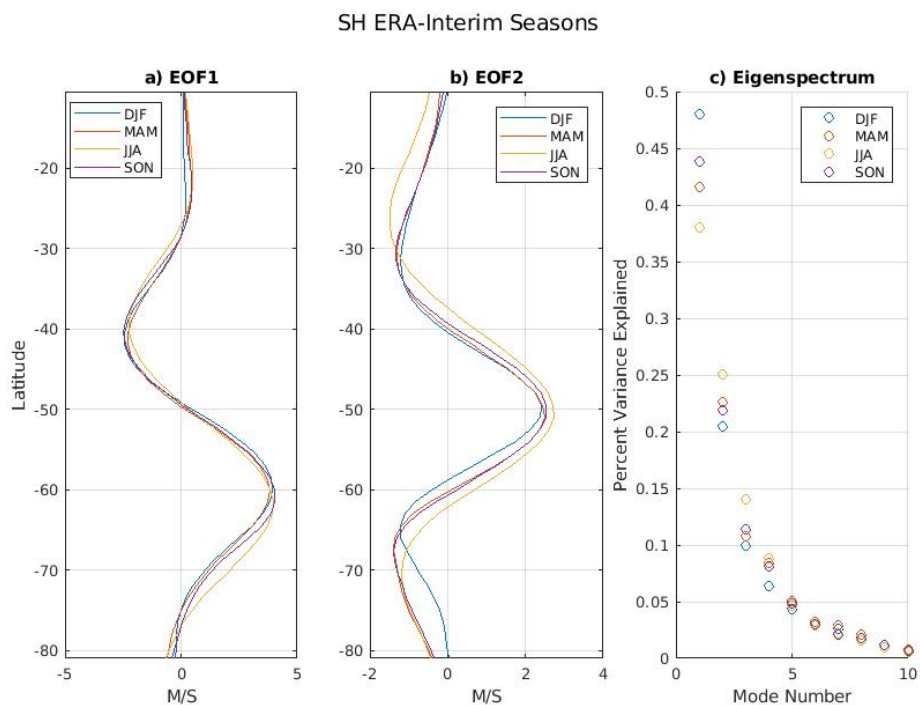 SH ERA-Interim Seasons
a) EOF1
b) EOF2
c) Eigenspectrum
-5
0
5
-2
0
2
4
0.5
DJF
MAM
JJA
SON
DJF
MAM
JJA
SON
DJF
MAM
JJA
SON
-20
-30
-40
-50
-60
-70
-80
-20
-30
-40
-50
-60
-70
-80
0.45
0.4
0.35
0.3
0.25
0.2
0.15
0.1
0.05
0
Latitude
Percent Variance Explained
0
5
10
M/S
M/S
Mode Number